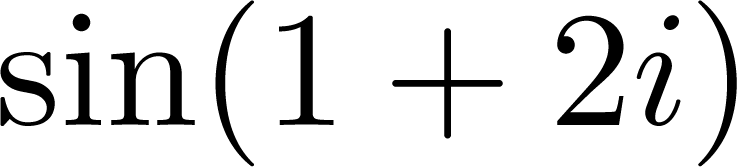 sin(1 + 2i)